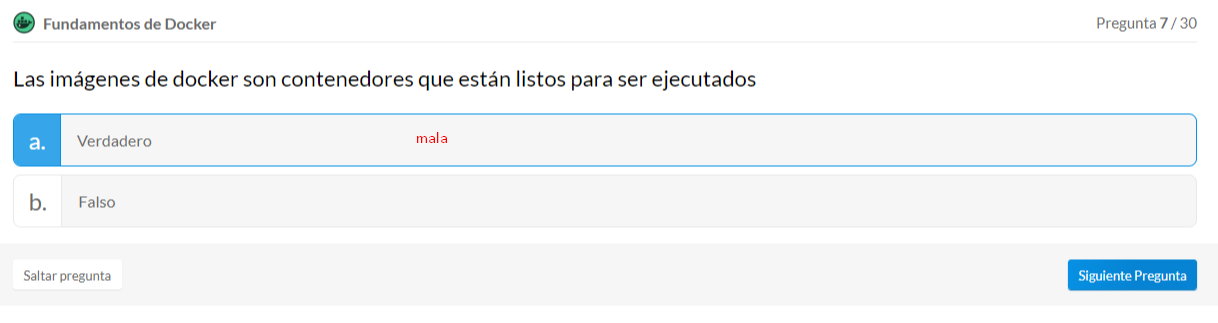 Fundamentos de Docker
Pregunta 7 / 30
Las imágenes de docker son contenedores que están listos para ser ejecutados
a. Verdadero mala
b. Falso
Saltar pregunta
Siguiente Pregunta